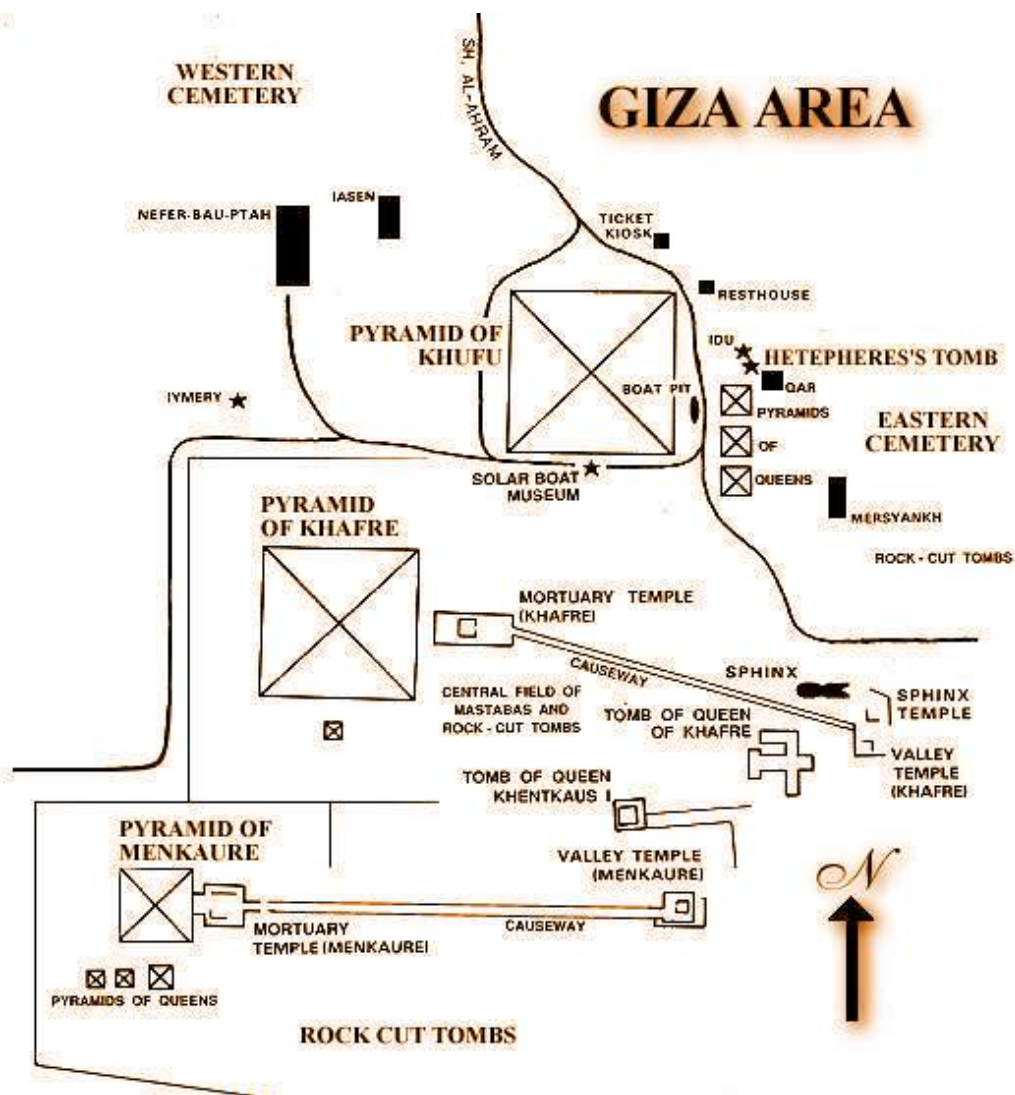 WESTERN
CEMETERY
SH. AL-AHRAM
GIZA AREA
IASEN
NEFER-BAU-PTAH
TICKET
KIOSK
RESTHOUSE
PYRAMID OF
KHUFU
IDU
HETEPHERES'S TOMB
BOAT PIT
QAR
IYMERY
PYRAMIDS
OF
QUEENS
EASTERN
CEMETERY
SOLAR BOAT
MUSEUM
PYRAMID
OF KHAFRE
MERSYANKH
ROCK-CUT TOMBS
MORTUARY TEMPLE
(KHAFRE)
CAUSEWAY
SPHINX
CENTRAL FIELD OF
MASTABAS AND
ROCK-CUT TOMBS
SPHINX
TEMPLE
TOMB OF QUEEN
OF KHAFRE
VALLEY
TEMPLE
(KHAFRE)
TOMB OF QUEEN
KHENTKAUS I
PYRAMID OF
MENKAURE
VALLEY TEMPLE
(MENKAURE)
N
MORTUARY
TEMPLE (MENKAURE)
CAUSEWAY
PYRAMIDS OF QUEENS
ROCK CUT TOMBS